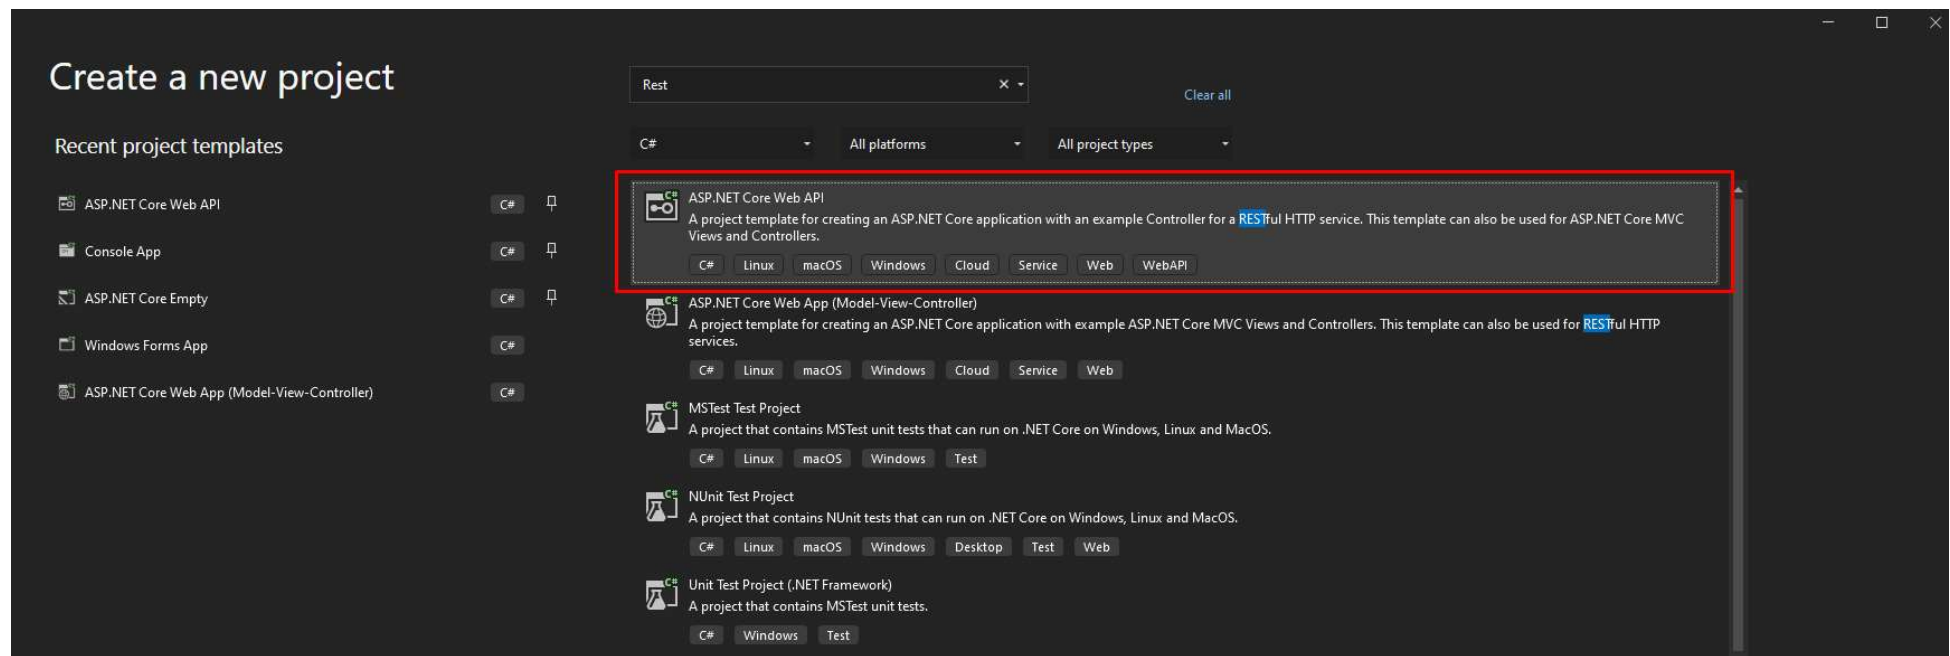 Create a new project
Rest
Clear all
Recent project templates
C#
All platforms
All project types
ASP.NET Core Web API C#
Console App C#
ASP.NET Core Empty C#
Windows Forms App C#
ASP.NET Core Web App (Model-View-Controller) C#
ASP.NET Core Web API
A project template for creating an ASP.NET Core application with an example Controller for a RESTful HTTP service. This template can also be used for ASP.NET Core MVC
Views and Controllers.
C# Linux macOS Windows Cloud Service Web WebAPI
ASP.NET Core Web App (Model-View-Controller)
A project template for creating an ASP.NET Core application with example ASP.NET Core MVC Views and Controllers. This template can also be used for RESTful HTTP
services.
C# Linux macOS Windows Cloud Service Web
MSTest Test Project
A project that contains MSTest unit tests that can run on .NET Core on Windows, Linux and MacOS.
C# Linux macOS Windows Test
NUnit Test Project
A project that contains NUnit tests that can run on .NET Core on Windows, Linux and MacOS.
C# Linux macOS Windows Desktop Test Web
Unit Test Project (.NET Framework)
A project that contains MSTest unit tests.
C# Windows Test